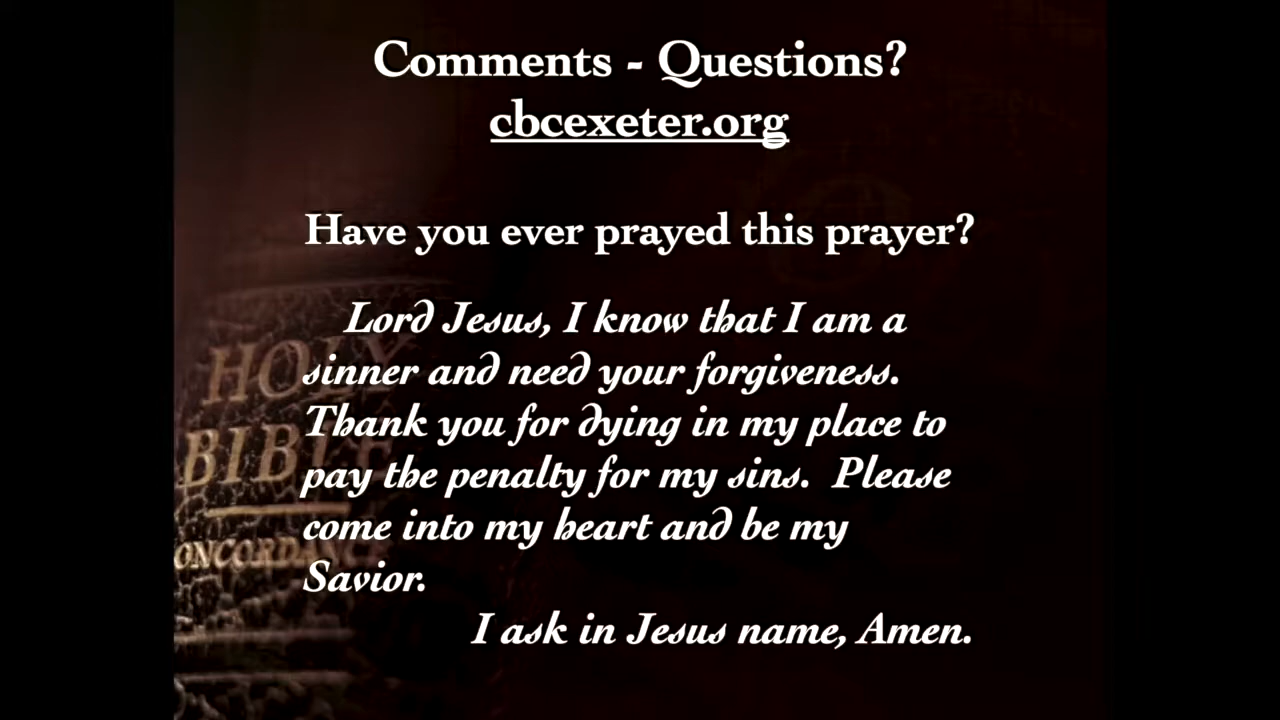 Comments - Questions?
cbcexeter.org
Have you ever prayed this prayer?
Lord Jesus, I know that I am a
sinner and need your forgiveness.
Thank you for dying in my place to
pay the penalty for my sins.  Please
come into my heart and be my
Savior.
I ask in Jesus name, Amen.
HOLY
BIBLE
CONCORDANCE